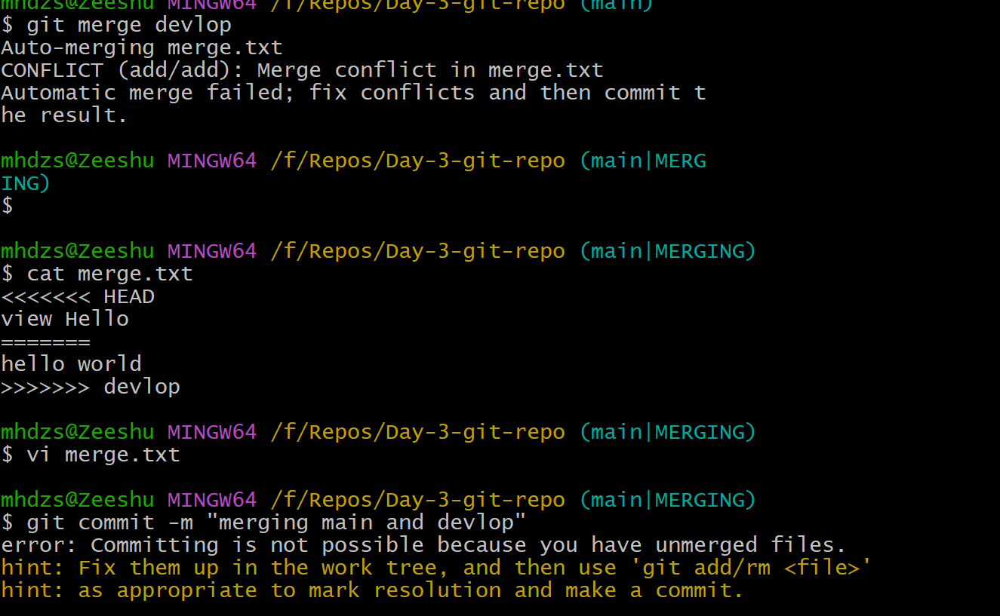 mhdzs@Zeeshu MINGW64 /f/Repos/Day-3-git-repo (main)
$ git merge devlop
Auto-merging merge.txt
CONFLICT (add/add): Merge conflict in merge.txt
Automatic merge failed; fix conflicts and then commit t
he result.
mhdzs@Zeeshu MINGW64 /f/Repos/Day-3-git-repo (main|MERG
ING)
$
mhdzs@Zeeshu MINGW64 /f/Repos/Day-3-git-repo (main|MERGING)
$ cat merge.txt
<<<<<<< HEAD
view Hello
=======
hello world
>>>>>>> devlop
mhdzs@Zeeshu MINGW64 /f/Repos/Day-3-git-repo (main|MERGING)
$ vi merge.txt
mhdzs@Zeeshu MINGW64 /f/Repos/Day-3-git-repo (main|MERGING)
$ git commit -m "merging main and devlop"
error: Committing is not possible because you have unmerged files.
hint: Fix them up in the work tree, and then use 'git add/rm <file>'
hint: as appropriate to mark resolution and make a commit.